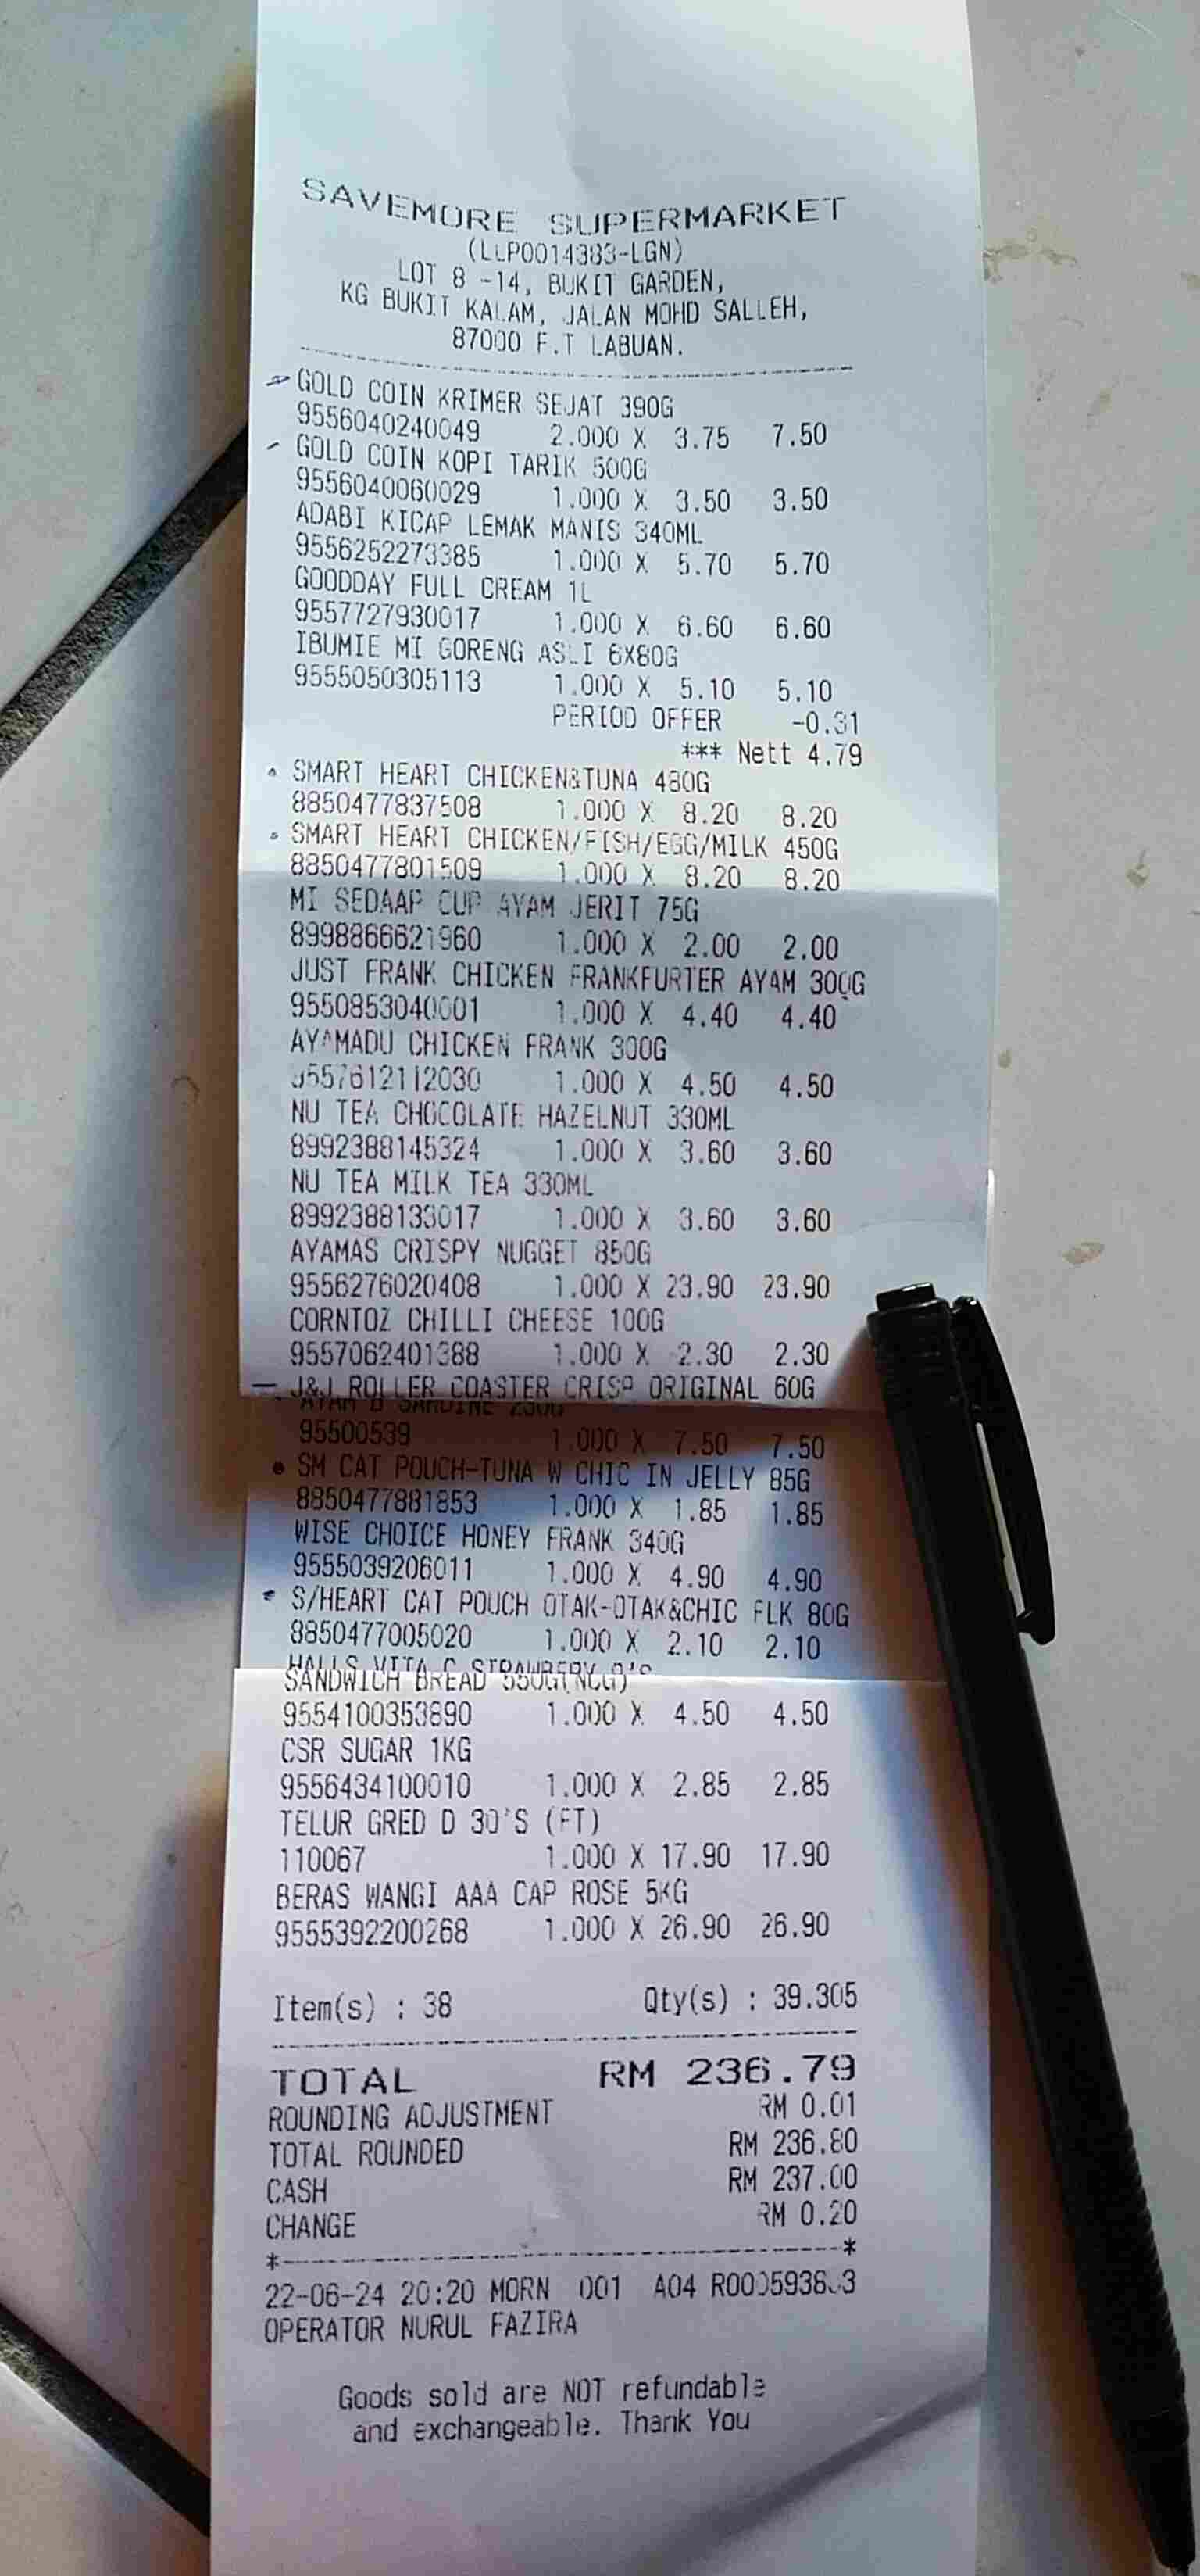 SAVEMORE SUPERMARKET
(LLP0014383-LGN)
LOT 8 -14, BUKIT GARDEN,
KG BUKIT KALAM, JALAN MOHD SALLEH,
87000 F.T LABUAN.
GOLD COIN KRIMER SEJAT 390G
9556040240049 2.000 X 3.75 7.50
GOLD COIN KOPI TARIK 500G
9556040060029 1.000 X 3.50 3.50
ADABI KICAP LEMAK MANIS 340ML
9556252273385 1.000 X 5.70 5.70
GOODDAY FULL CREAM 1L
9557727930017 1.000 X 6.60 6.60
IBUMIE MI GORENG ASLI 6X80G
9555050305113 1.000 X 5.10 5.10
PERIOD OFFER -0.31
*** Nett 4.79
SMART HEART CHICKEN&TUNA 480G
8850477837508 1.000 X 8.20 8.20
SMART HEART CHICKEN/FISH/EGG/MILK 450G
8850477801509 1.000 X 8.20 8.20
MI SEDAAP CUP AYAM JERIT 75G
8998866621960 1.000 X 2.00 2.00
JUST FRANK CHICKEN FRANKFURTER AYAM 300G
9550853040001 1.000 X 4.40 4.40
AYAMADU CHICKEN FRANK 300G
9557612112030 1.000 X 4.50 4.50
NU TEA CHOCOLATE HAZELNUT 330ML
8992388145324 1.000 X 3.60 3.60
NU TEA MILK TEA 330ML
8992388133017 1.000 X 3.60 3.60
AYAMAS CRISPY NUGGET 850G
9556276020408 1.000 X 23.90 23.90
CORNTOZ CHILLI CHEESE 100G
9557062401388 1.000 X 2.30 2.30
J&J ROLLER COASTER CRISP ORIGINAL 60G
95500539 1.000 X 7.50 7.50
SM CAT POUCH-TUNA W CHIC IN JELLY 85G
8850477881853 1.000 X 1.85 1.85
WISE CHOICE HONEY FRANK 340G
9555039206011 1.000 X 4.90 4.90
S/HEART CAT POUCH OTAK-OTAK&CHIC FLK 80G
8850477005020 1.000 X 2.10 2.10
HALLS VITA C
SANDWICH BREAD
9554100353890 1.000 X 4.50 4.50
CSR SUGAR 1KG
9556434100010 1.000 X 2.85 2.85
TELUR GRED D 30'S (FT)
110067 1.000 X 17.90 17.90
BERAS WANGI AAA CAP ROSE 5KG
9555392200268 1.000 X 26.90 26.90
Item(s) : 38 Qty(s) : 39.305
TOTAL RM 236.79
ROUNDING ADJUSTMENT RM 0.01
TOTAL ROUNDED RM 236.80
CASH RM 237.00
CHANGE RM 0.20
*--------------------*
22-06-24 20:20 MORN 001 A04
OPERATOR NURUL FAZIRA
Goods sold are NOT refundable
and exchangeable. Thank You